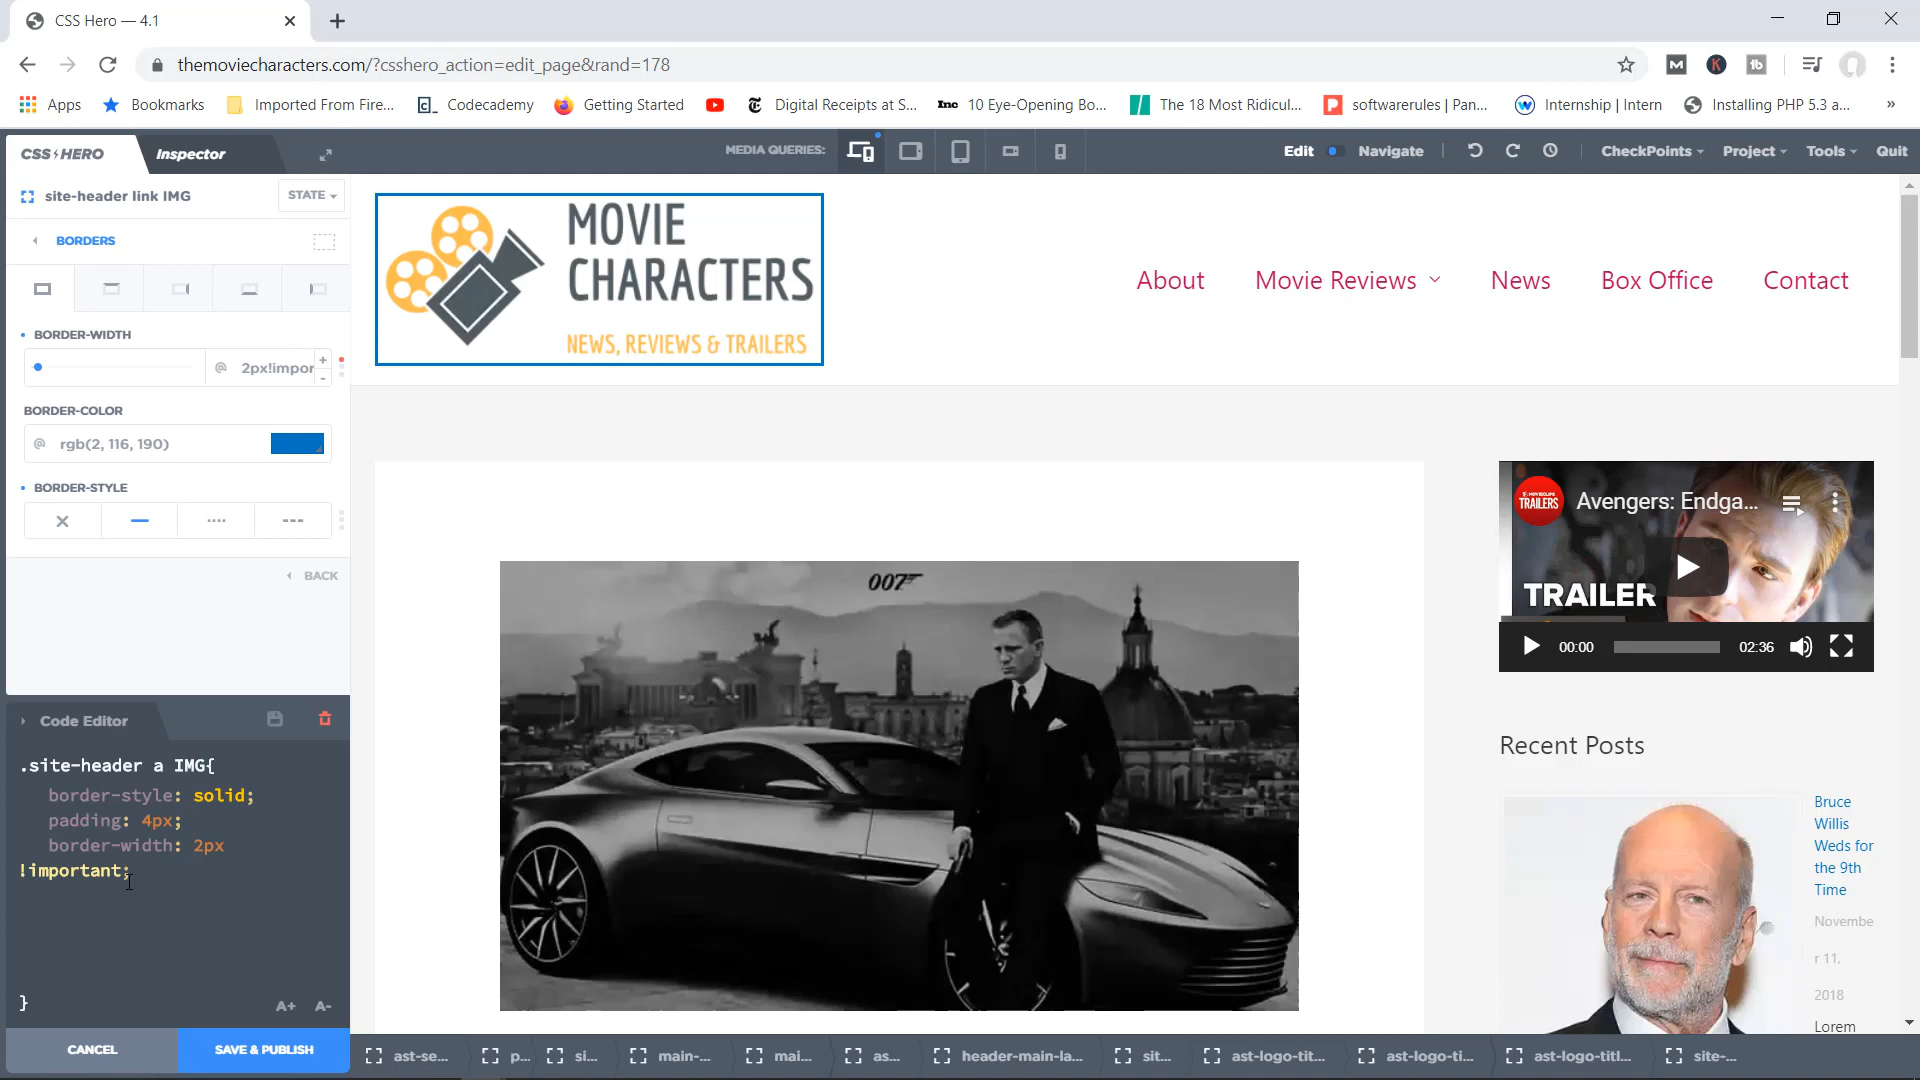 CSS Hero — 4.1
themoviecharacters.com/?csshero_action=edit_page&rand=178
Apps
Bookmarks
Imported From Fire...
Codecademy
Getting Started
Digital Receipts at S...
Inc 10 Eye-Opening Bo...
The 18 Most Ridicul...
softwarerules | Pan...
Internship | Intern
Installing PHP 5.3 a...
»
CSS HERO
Inspector
MEDIA QUERIES:
Edit
Navigate
CheckPoints
Project
Tools
Quit
site-header link IMG
STATE
BORDERS
BORDER-WIDTH
@ 2px!impor
+
-
BORDER-COLOR
@ rgb(2, 116, 190)
BORDER-STYLE
BACK
Code Editor
.site-header a IMG{
border-style: solid;
padding: 4px;
border-width: 2px
!important;
}
A+ A-
CANCEL
SAVE & PUBLISH
MOVIE
CHARACTERS
NEWS, REVIEWS & TRAILERS
About
Movie Reviews
News
Box Office
Contact
007
MOVIECLIPS
TRAILERS
Avengers: Endga...
TRAILER
00:00
02:36
Recent Posts
Bruce
Willis
Weds for
the 9th
Time
Novembe
r 11,
2018
Lorem
ast-se...
p...
si...
main-...
mai...
as...
header-main-la...
sit...
ast-logo-tit...
ast-logo-ti...
ast-logo-titl...
site-...